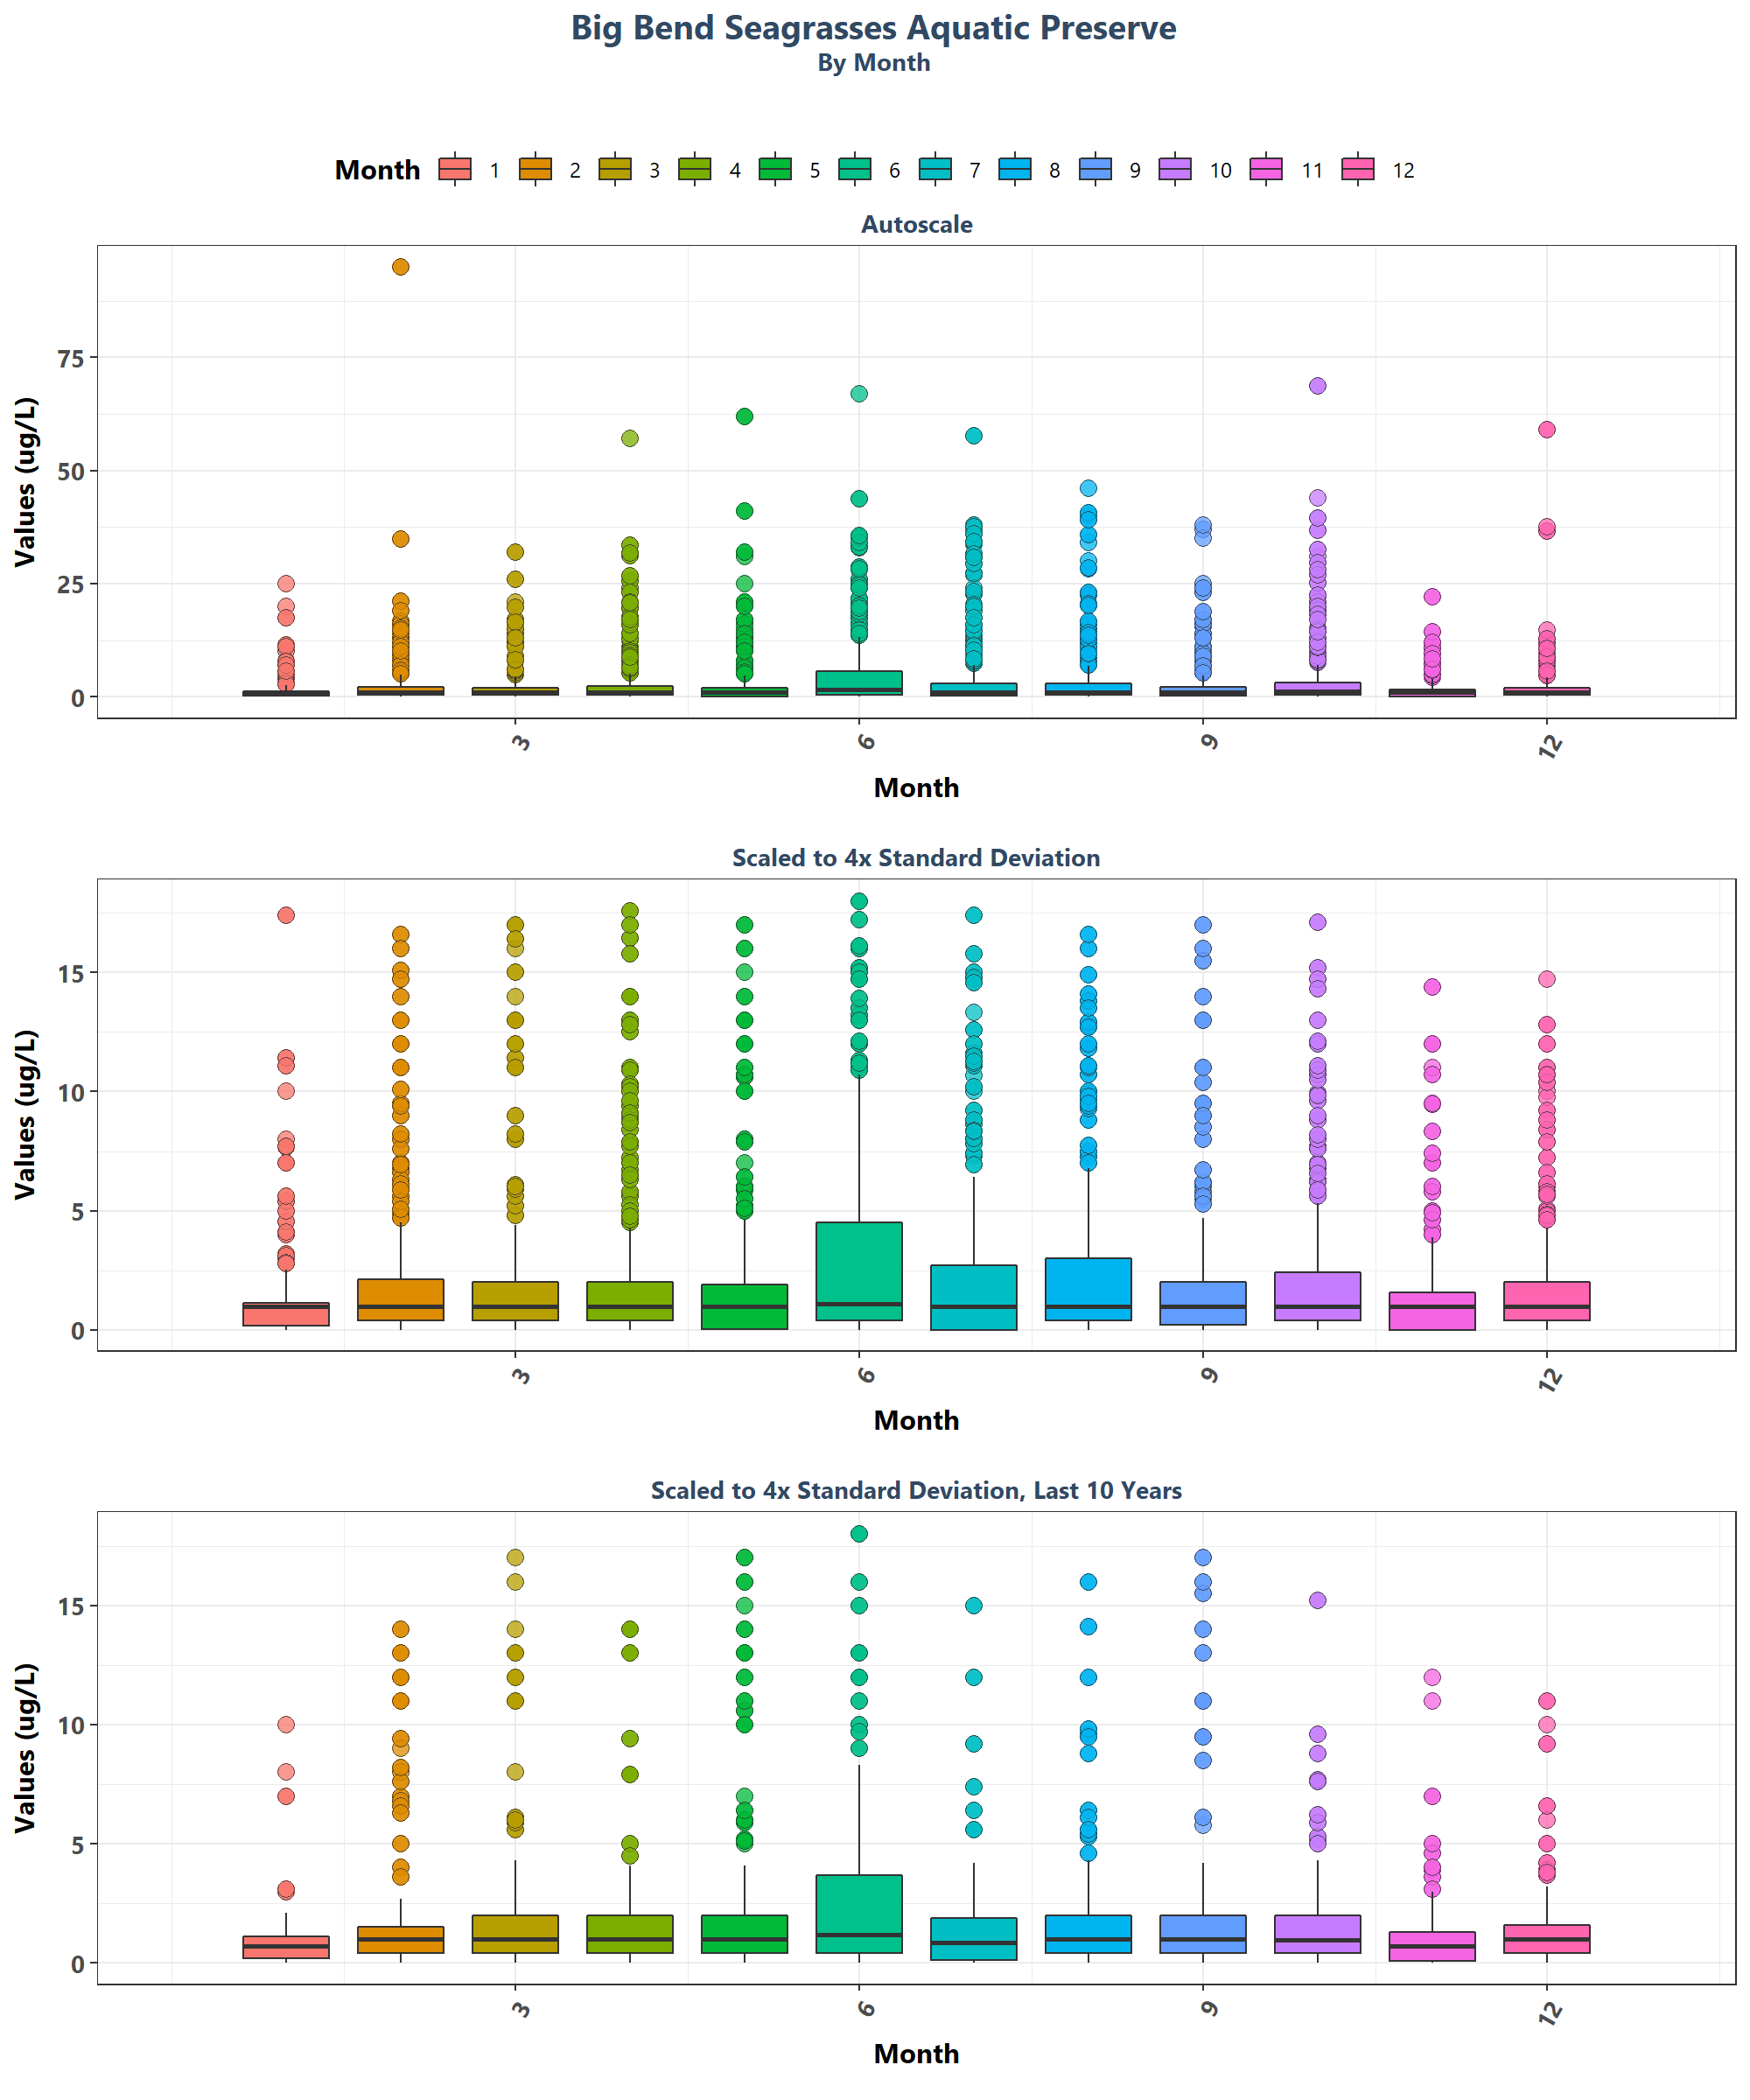 Big Bend Seagrasses Aquatic Preserve
By Month
Month 1 2 3 4 5 6 7 8 9 10 11 12
Autoscale
Values (ug/L)
75
50
25
0
3 6 9 12
Month
Scaled to 4x Standard Deviation
Values (ug/L)
15
10
5
0
3 6 9 12
Month
Scaled to 4x Standard Deviation, Last 10 Years
Values (ug/L)
15
10
5
0
3 6 9 12
Month